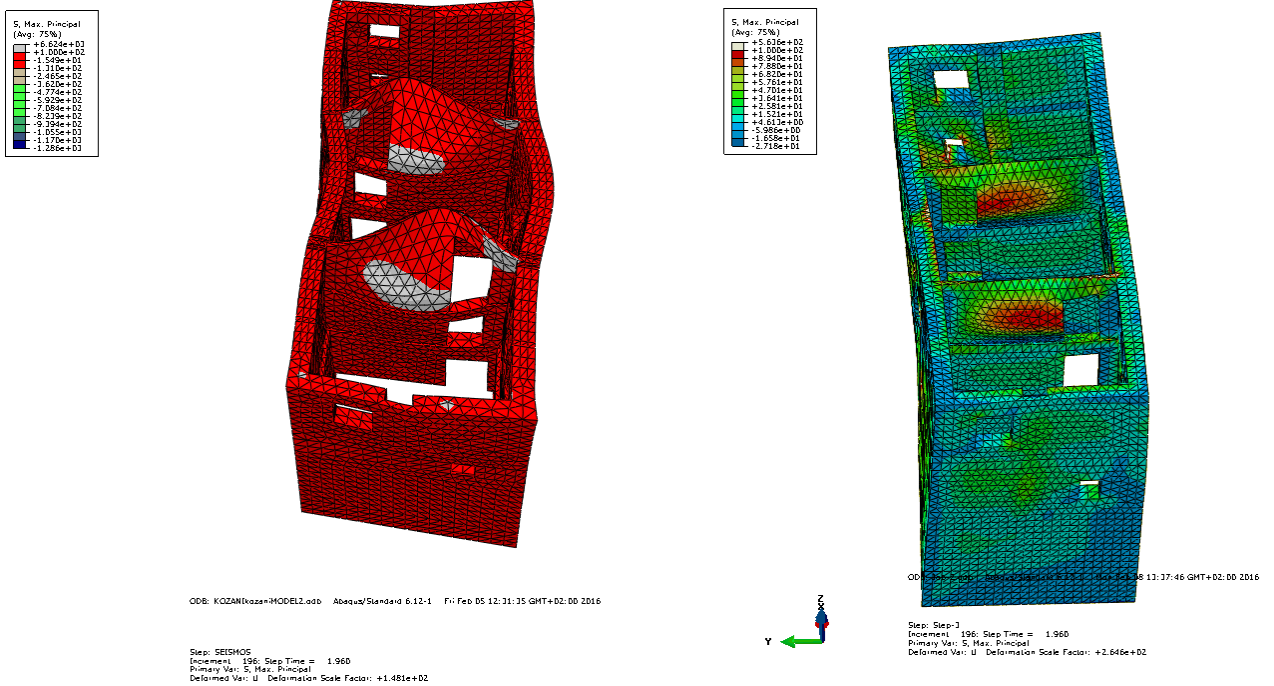 S, Max. Principal
(Avg: 75%)
+6.624e+03
+1.000e+02
-1.549e+01
-1.310e+02
-2.465e+02
-3.620e+02
-4.774e+02
-5.929e+02
-7.084e+02
-8.239e+02
-9.394e+02
-1.055e+03
-1.170e+03
-1.286e+03
S, Max. Principal
(Avg: 75%)
+5.636e+02
+1.000e+02
+8.940e+01
+7.880e+01
+6.820e+01
+5.761e+01
+4.701e+01
+3.641e+01
+2.581e+01
+1.521e+01
+4.613e+00
-5.986e+00
-1.658e+01
-2.718e+01
ODB: KOZANIkozaniMODEL2.odb Abaqus/Standard 6.12-1 Fri Feb 05 12:31:35 GMT+02:00 2016
Step: SEISMOS
Increment 196: Step Time = 1.960
Primary Var: S, Max. Principal
Deformed Var: U Deformation Scale Factor: +1.481e+02
Z
X
Y
ODB: 13:37:46 GMT+02:00 2016
Step: Step-3
Increment 196: Step Time = 1.960
Primary Var: S, Max. Principal
Deformed Var: U Deformation Scale Factor: +2.646e+02